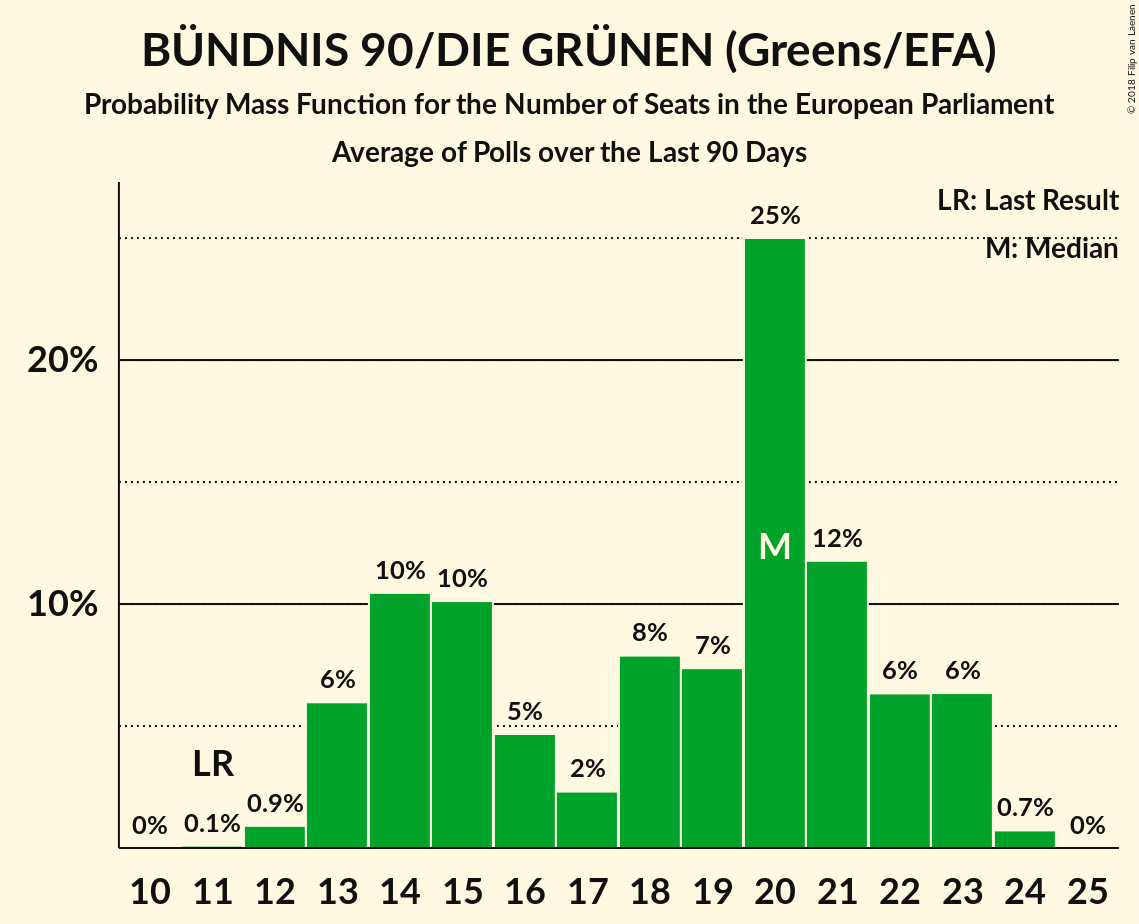 BÜNDNIS 90/DIE GRÜNEN (Greens/EFA)
Probability Mass Function for the Number of Seats in the European Parliament
Average of Polls over the Last 90 Days
© 2018 Filip van Laenen
LR: Last Result
M: Median
20%
10%
0%
0.1%
LR
0.9%
6%
10%
10%
5%
2%
8%
7%
25%
M
12%
6%
6%
0.7%
0%
10 11 12 13 14 15 16 17 18 19 20 21 22 23 24 25